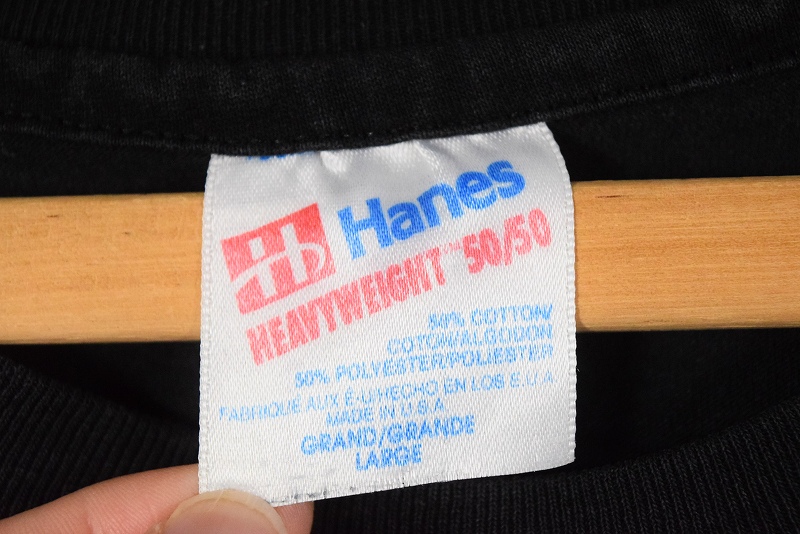 Hanes
HEAVYWEIGHT™ 50/50
50% COTTON/
COTON/ALGODON
50% POLYESTER/POLIESTER
FABRIQUÉ AUX É-U/HECHO EN LOS E.U.A.
MADE IN U.S.A.
GRAND/GRANDE
LARGE